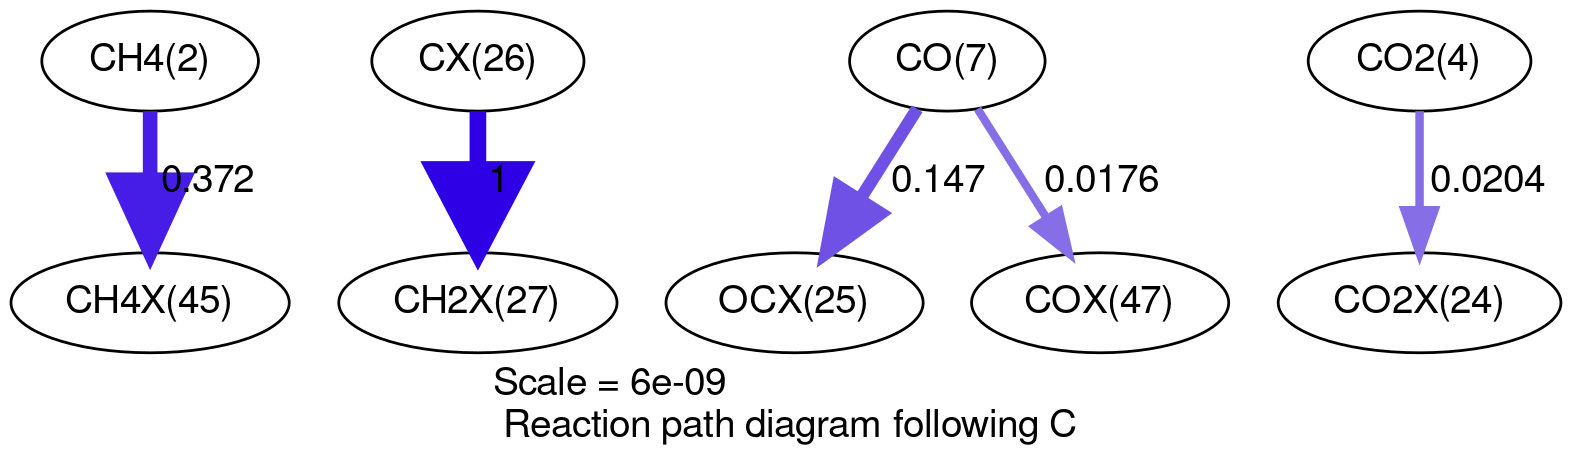 CH4(2) CX(26) CO(7) CO2(4)
0.372 1 0.147 0.0176 0.0204
CH4X(45) CH2X(27) OCX(25) COX(47) CO2X(24)
Scale = 6e-09
Reaction path diagram following C